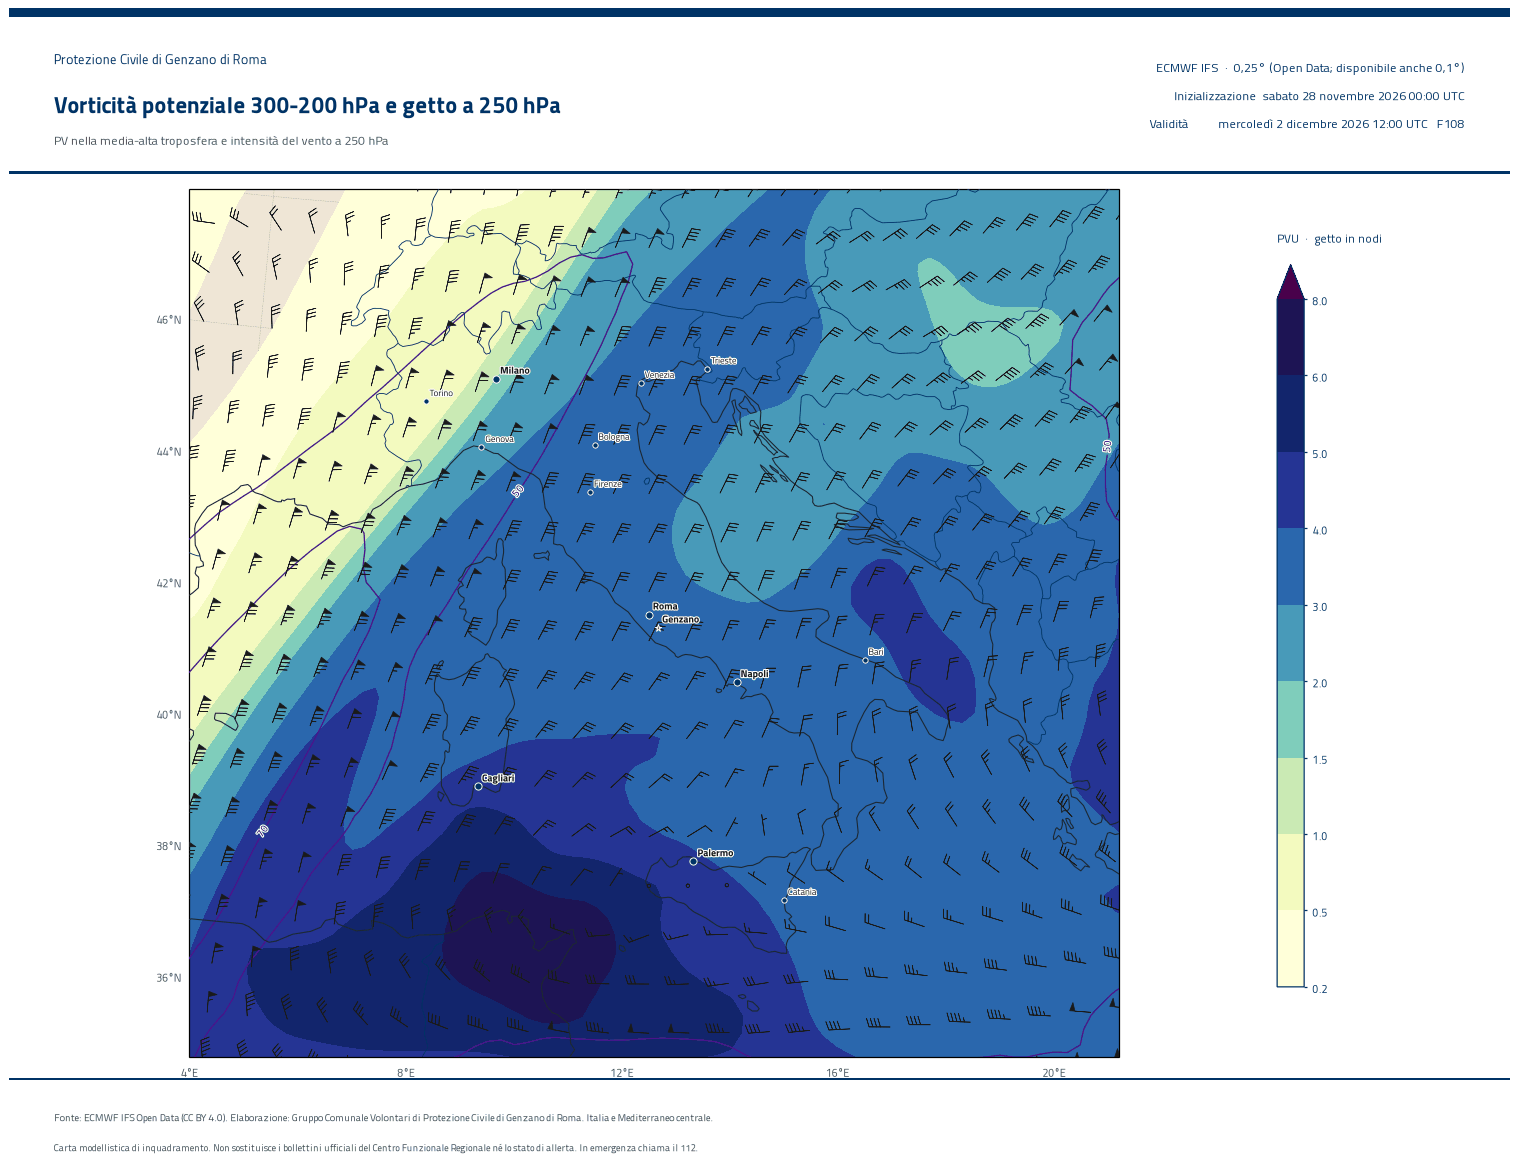 Protezione Civile di Genzano di Roma
Vorticità potenziale 300-200 hPa e getto a 250 hPa
PV nella media-alta troposfera e intensità del vento a 250 hPa
ECMWF IFS · 0,25° (Open Data; disponibile anche 0,1°)
Inizializzazione sabato 28 novembre 2026 00:00 UTC
Validità mercoledì 2 dicembre 2026 12:00 UTC F108
PVU · getto in nodi
8.0
6.0
5.0
4.0
3.0
2.0
1.5
1.0
0.5
0.2
46°N
44°N
42°N
40°N
38°N
36°N
4°E
8°E
12°E
16°E
20°E
Milano
Torino
Venezia
Trieste
Genova
Bologna
Firenze
Roma
Genzano
Napoli
Bari
Cagliari
Palermo
Catania
50
50
70
Fonte: ECMWF IFS Open Data (CC BY 4.0). Elaborazione: Gruppo Comunale Volontari di Protezione Civile di Genzano di Roma. Italia e Mediterraneo centrale.
Carta modellistica di inquadramento. Non sostituisce i bollettini ufficiali del Centro Funzionale Regionale né lo stato di allerta. In emergenza chiama il 112.